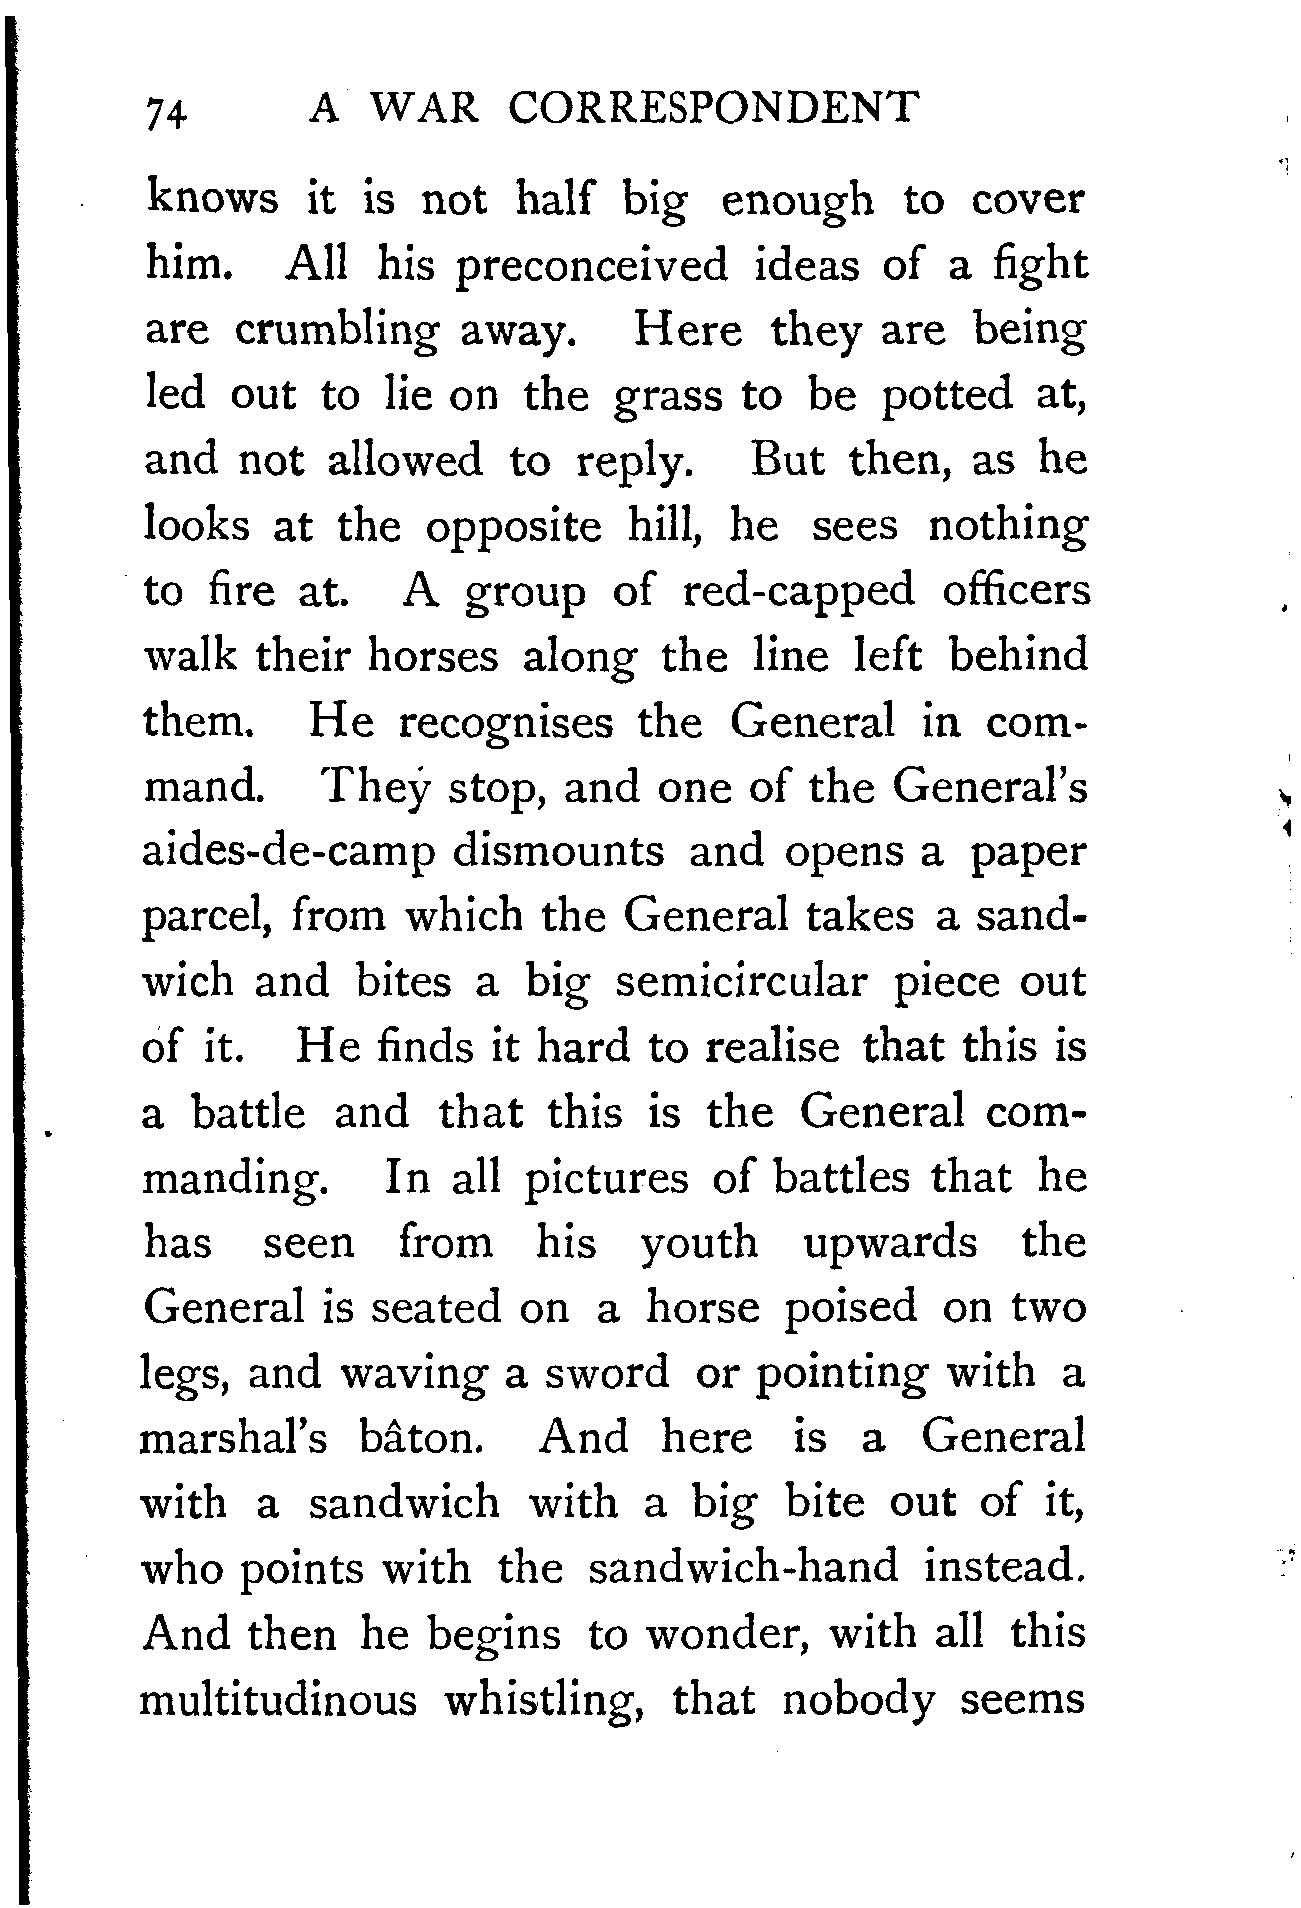 74 A WAR CORRESPONDENT
knows it is not half big enough to cover
him. All his preconceived ideas of a fight
are crumbling away. Here they are being
led out to lie on the grass to be potted at,
and not allowed to reply. But then, as he
looks at the opposite hill, he sees nothing
to fire at. A group of red-capped officers
walk their horses along the line left behind
them. He recognises the General in com-
mand. They stop, and one of the General's
aides-de-camp dismounts and opens a paper
parcel, from which the General takes a sand-
wich and bites a big semicircular piece out
of it. He finds it hard to realise that this is
a battle and that this is the General com-
manding. In all pictures of battles that he
has seen from his youth upwards the
General is seated on a horse poised on two
legs, and waving a sword or pointing with a
marshal's bâton. And here is a General
with a sandwich with a big bite out of it,
who points with the sandwich-hand instead.
And then he begins to wonder, with all this
multitudinous whistling, that nobody seems